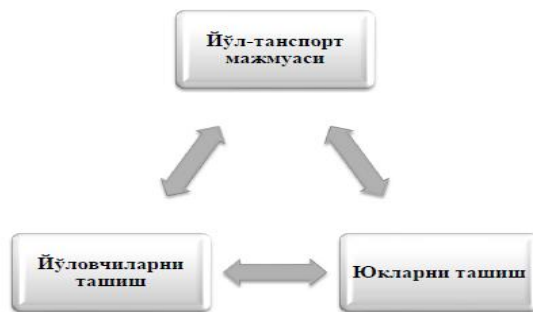 Йўл-танспорт
мажмуаси
Йўловчиларни
ташиш
Юкларни ташиш